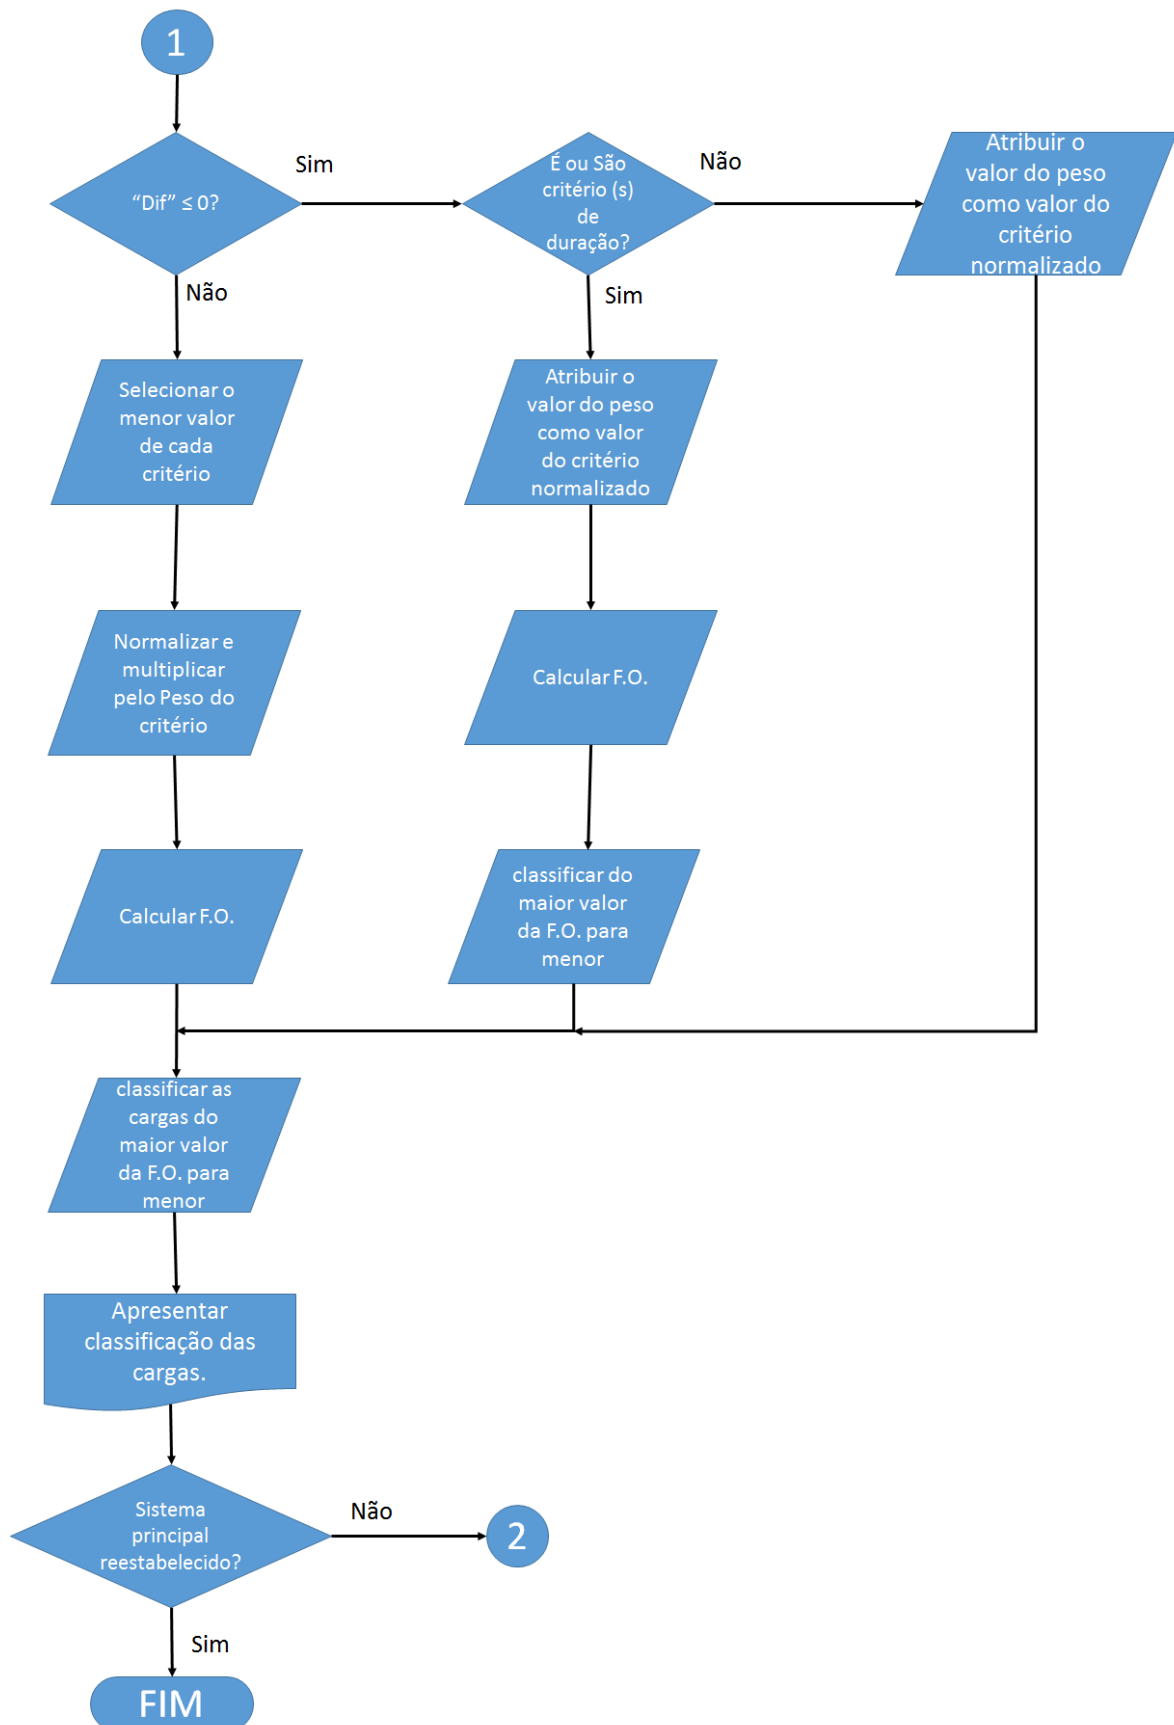 1
“Dif” ≤ 0?
Sim
É ou São
critério (s)
de
duração?
Não
Atribuir o
valor do peso
como valor do
critério
normalizado
Não
Sim
Selecionar o
menor valor
de cada
critério
Atribuir o
valor do peso
como valor
do critério
normalizado
Normalizar e
multiplicar
pelo Peso do
critério
Calcular F.O.
Calcular F.O.
classificar do
maior valor
da F.O. para
menor
classificar as
cargas do
maior valor
da F.O. para
menor
Apresentar
classificação das
cargas.
Sistema
principal
reestabelecido?
Não
2
Sim
FIM